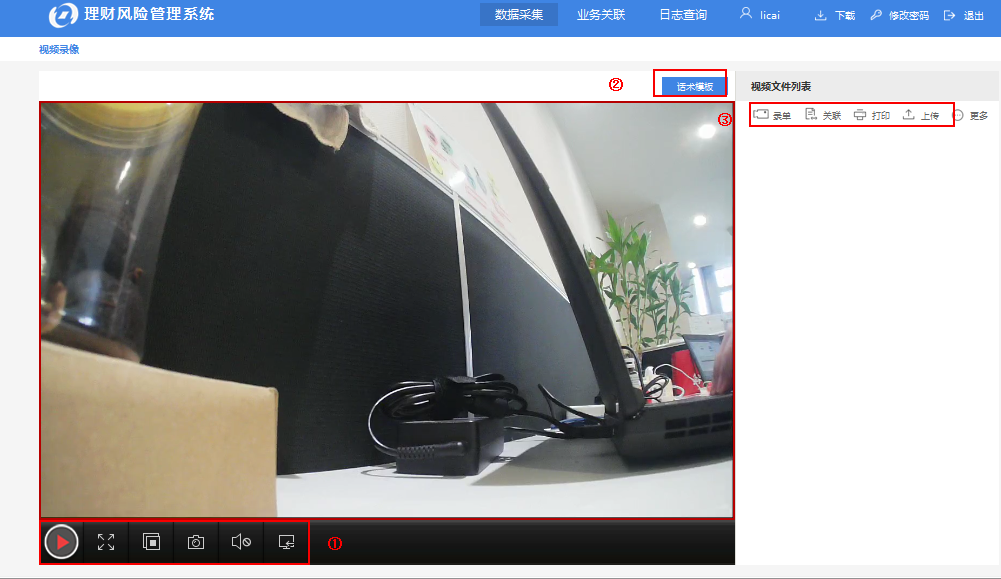 理财风险管理系统 数据采集 业务关联 日志查询 licai 下载 修改密码 退出
视频录像
② 话术模板 视频文件列表
③ 录单 关联 打印 上传 更多
①